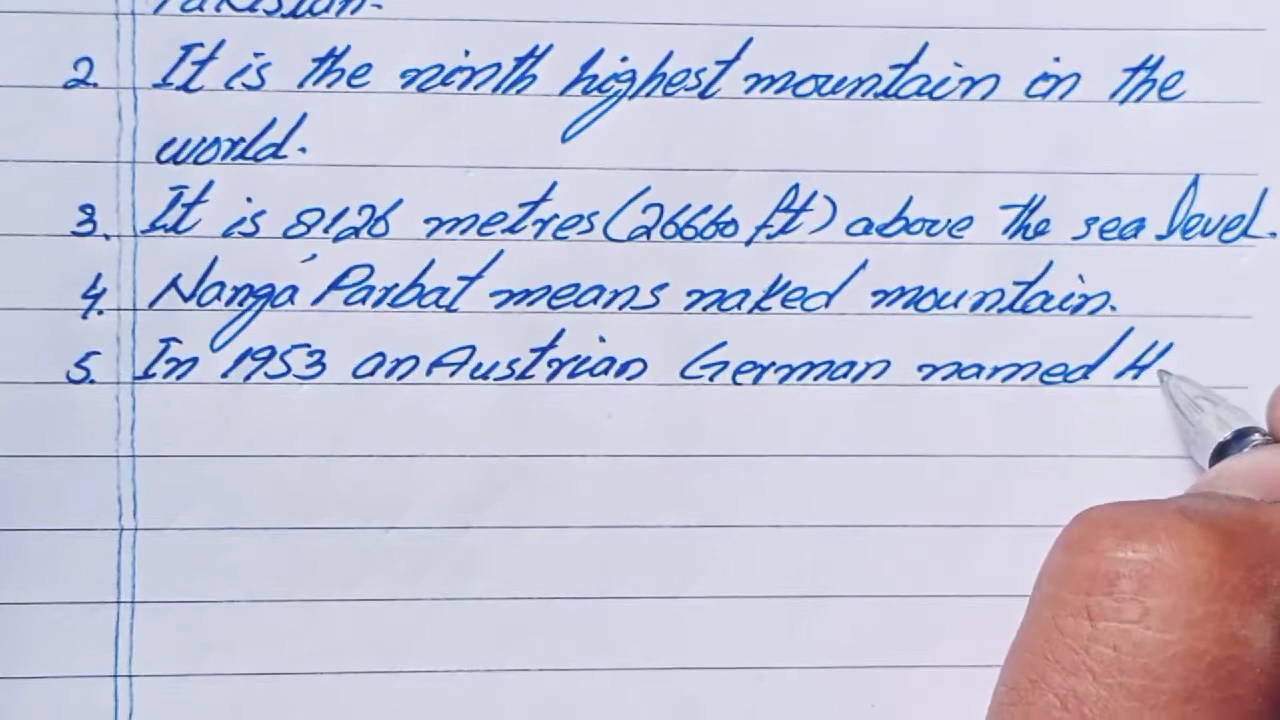 Pakistan.
2. It is the ninth highest mountain in the
world.
3. It is 8126 metres (26660 ft) above the sea level.
4. Nanga Parbat means naked mountain.
5. In 1953 an Austrian German named H